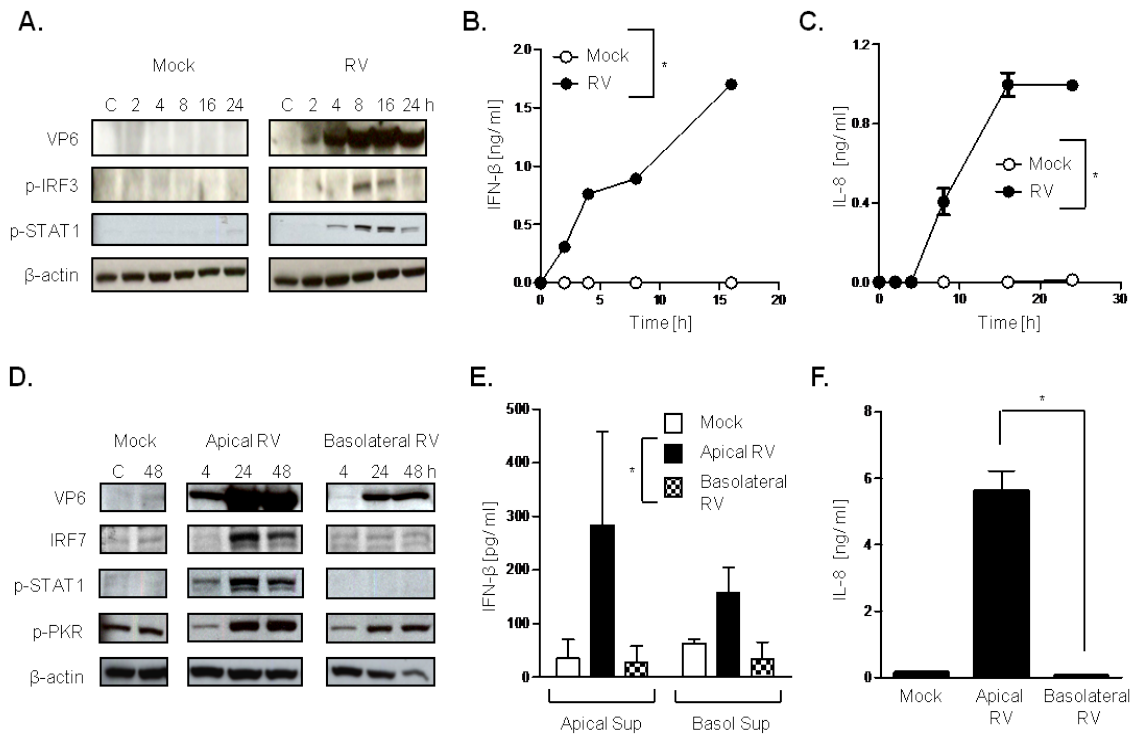 A.
Mock RV
C 2 4 8 16 24 C 2 4 8 16 24 h
VP6
p-IRF3
p-STAT1
β-actin
B.
*
Mock
RV
2.0
1.5
1.0
0.5
0.0
IFN-β [ng/ml]
0 5 10 15 20
Time [h]
C.
1.2
0.8
0.4
0.0
IL-8 [ng/ml]
Mock
RV
*
0 10 20 30
Time [h]
D.
Mock Apical RV Basolateral RV
C 48 4 24 48 4 24 48 h
VP6
IRF7
p-STAT1
p-PKR
β-actin
E.
500
400
300
200
100
50
0
IFN-β [pg/ml]
Mock
Apical RV
Basolateral
RV
*
Apical Sup Basol Sup
F.
8
6
4
2
0
IL-8 [ng/ml]
*
Mock Apical Basolateral
RV RV